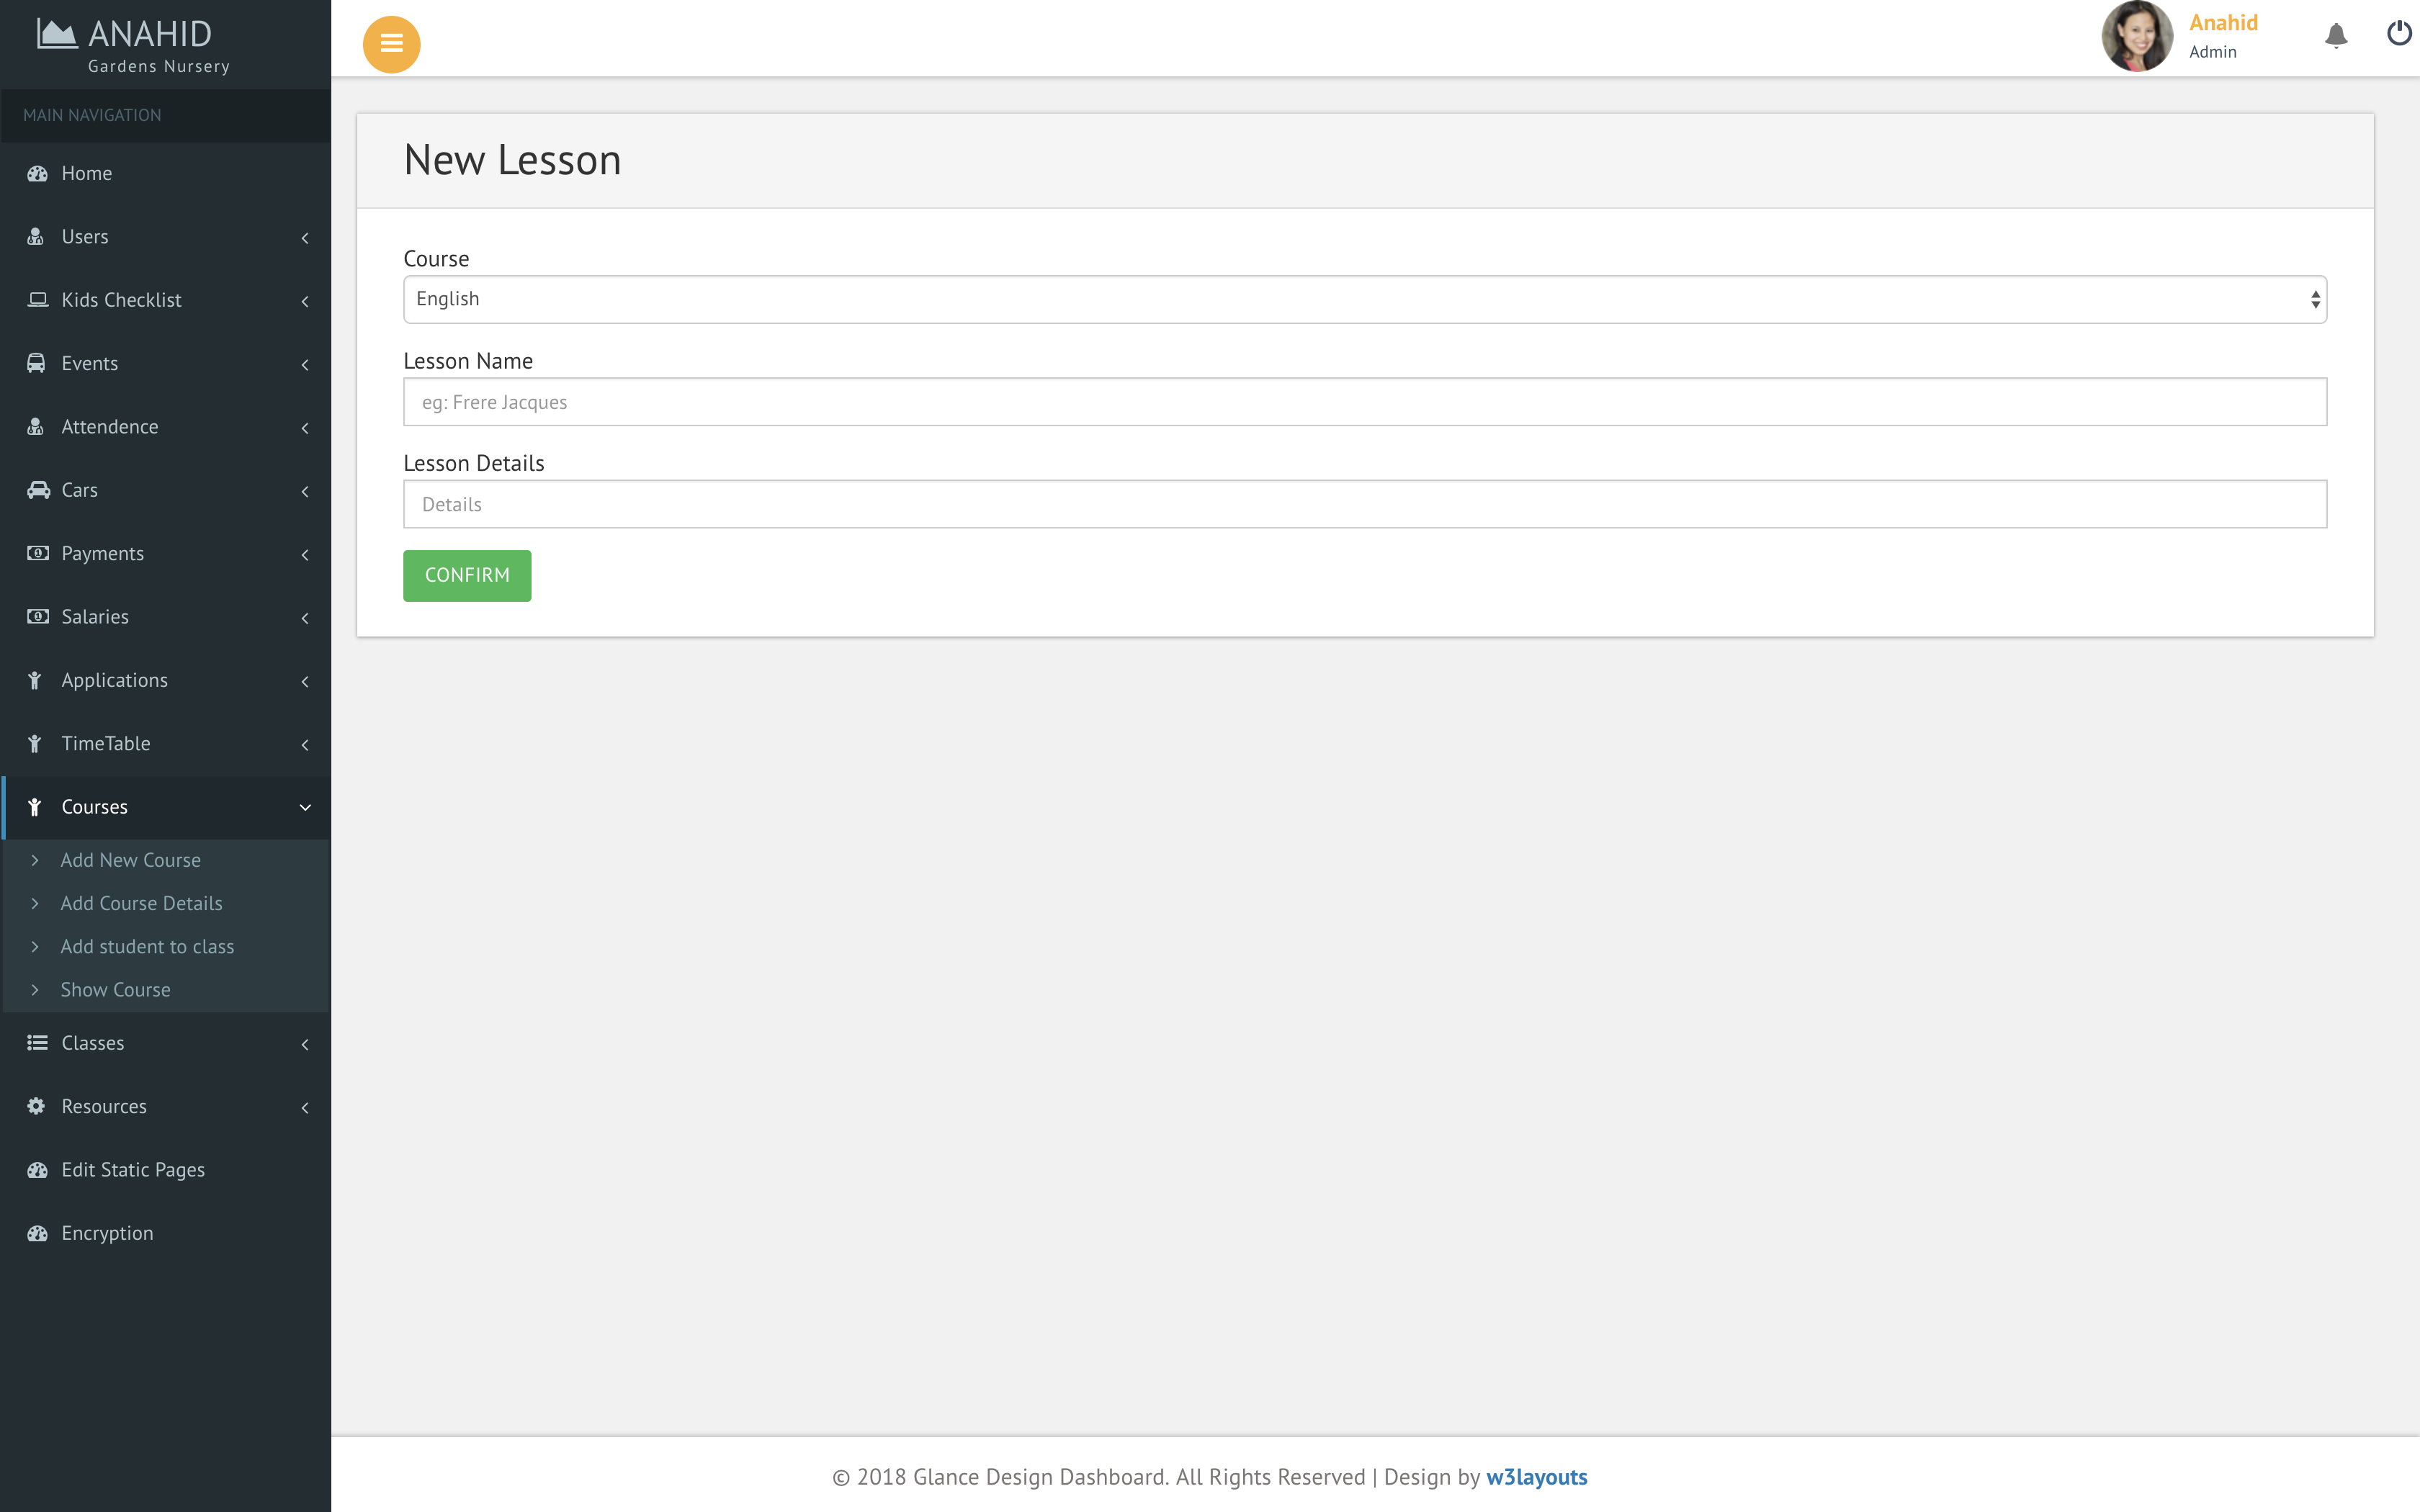 ANAHID
Gardens Nursery
MAIN NAVIGATION
Home
Users
Kids Checklist
Events
Attendence
Cars
Payments
Salaries
Applications
TimeTable
Courses
Add New Course
Add Course Details
Add student to class
Show Course
Classes
Resources
Edit Static Pages
Encryption
Anahid
Admin
New Lesson
Course
English
Lesson Name
eg: Frere Jacques
Lesson Details
Details
CONFIRM
© 2018 Glance Design Dashboard. All Rights Reserved | Design by w3layouts